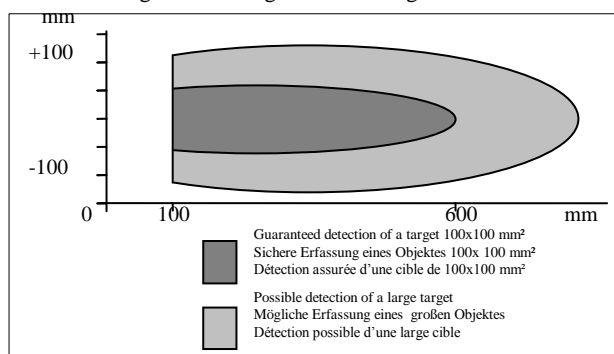 mm
+100
-100
0 100 600 mm
Guaranteed detection of a target 100x100 mm²
Sichere Erfassung eines Objektes 100x 100 mm²
Détection assurée d'une cible de 100x100 mm²
Possible detection of a large target
Mögliche Erfassung eines großen Objektes
Détection possible d'une large cible